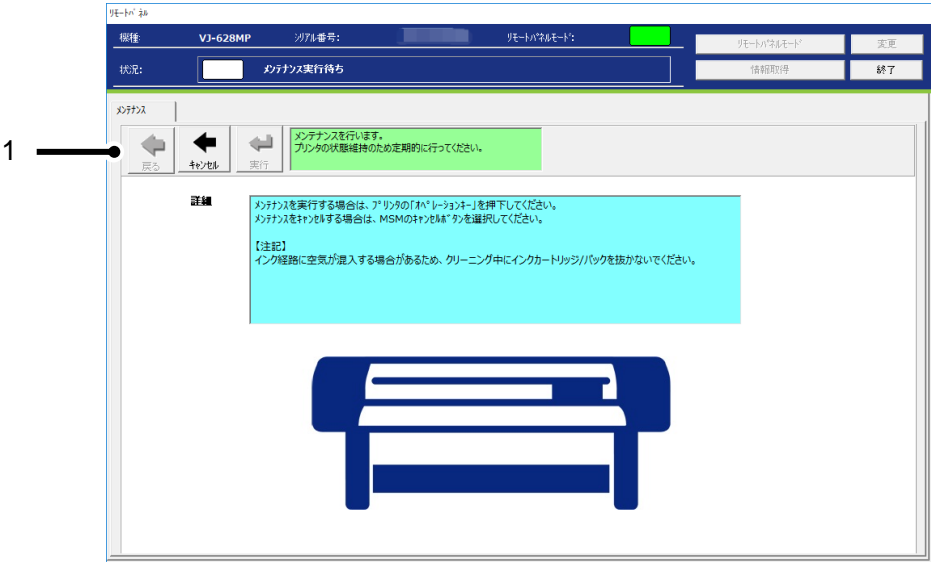 ﾘﾓｰﾄﾊﾟﾈﾙ
機種: VJ-628MP ｼﾘｱﾙ番号: ﾘﾓｰﾄﾊﾟﾈﾙﾓｰﾄﾞ: ﾘﾓｰﾄﾊﾟﾈﾙﾓｰﾄﾞ 変更
状況: ﾒﾝﾃﾅﾝｽ実行待ち 情報取得 終了
ﾒﾝﾃﾅﾝｽ
1
戻る ｷｬﾝｾﾙ 実行
ﾒﾝﾃﾅﾝｽを行います。
プリンタの状態維持のため定期的に行ってください。
詳細
ﾒﾝﾃﾅﾝｽを実行する場合は、ﾌﾟﾘﾝﾀの「ｵﾍﾟﾚｰｼｮﾝｷｰ」を押下してください。
ﾒﾝﾃﾅﾝｽをｷｬﾝｾﾙする場合は、MSMのｷｬﾝｾﾙﾎﾞﾀﾝを選択してください。
【注記】
インク経路に空気が混入する場合があるため、クリーニング中にインクカートリッジ/パックを抜かないでください。